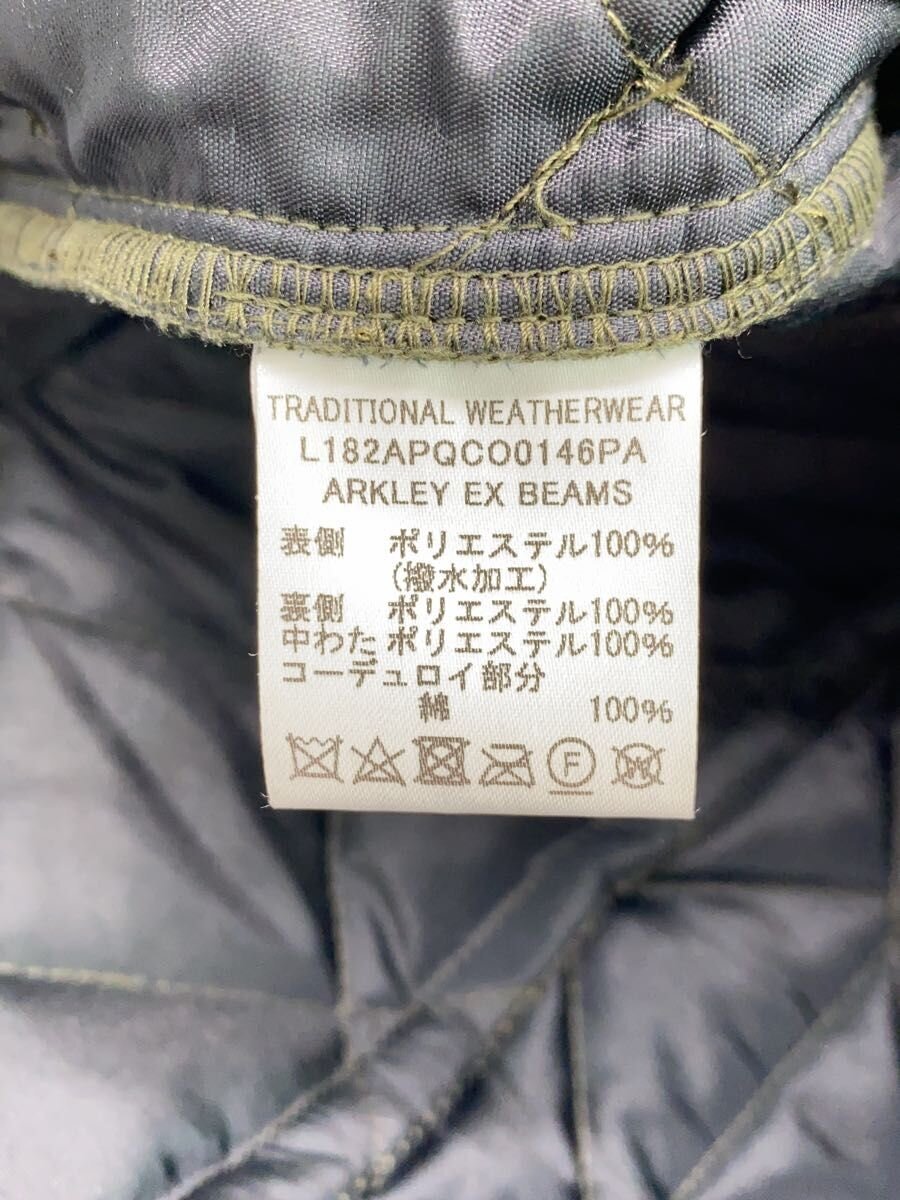 TRADITIONAL WEATHERWEAR
L182APQCO0146PA
ARKLEY EX BEAMS
表側 ポリエステル100%
(撥水加工)
裏側 ポリエステル100%
中わた ポリエステル100%
コーデュロイ部分
綿 100%
F W